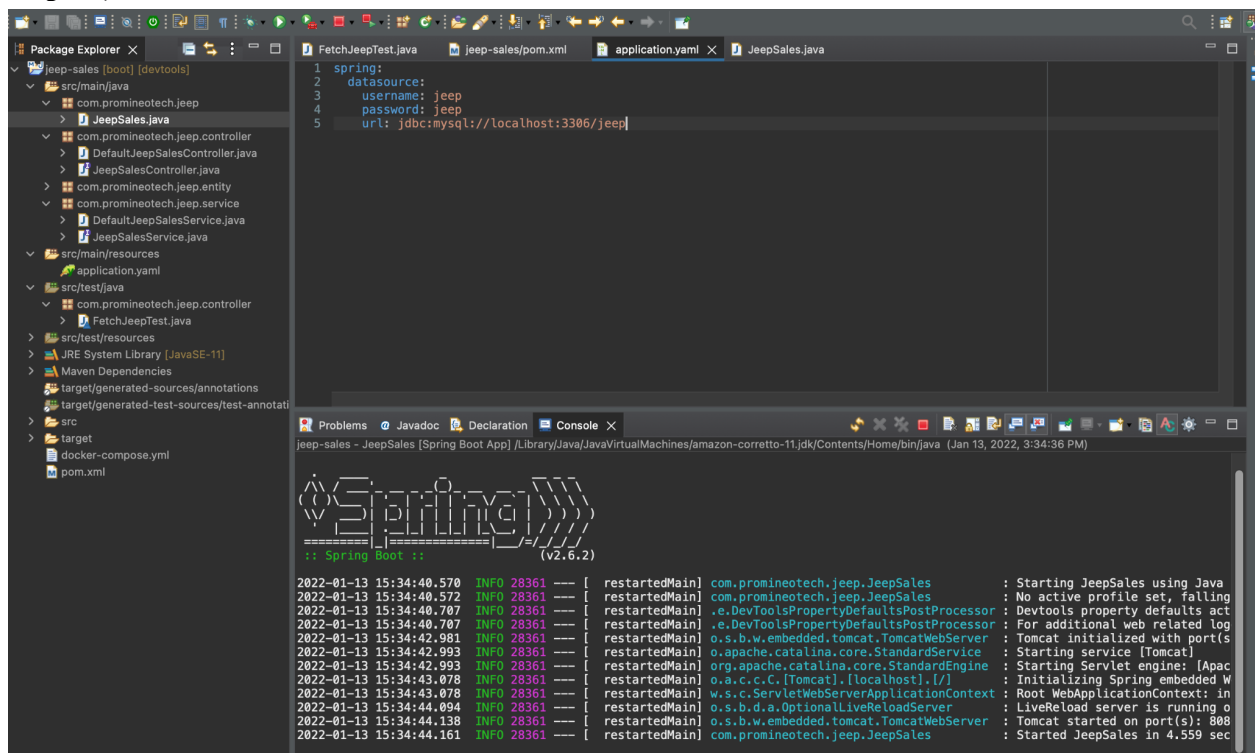 Package Explorer
jeep-sales [boot] [devtools]
src/main/java
com.promineotech.jeep
JeepSales.java
com.promineotech.jeep.controller
DefaultJeepSalesController.java
JeepSalesController.java
com.promineotech.jeep.entity
com.promineotech.jeep.service
DefaultJeepSalesService.java
JeepSalesService.java
src/main/resources
application.yaml
src/test/java
com.promineotech.jeep.controller
FetchJeepTest.java
src/test/resources
JRE System Library [JavaSE-11]
Maven Dependencies
target/generated-sources/annotations
target/generated-test-sources/test-annotati
src
target
docker-compose.yml
pom.xml
FetchJeepTest.java jeep-sales/pom.xml application.yaml JeepSales.java
1 spring:
2 datasource:
3 username: jeep
4 password: jeep
5 url: jdbc:mysql://localhost:3306/jeep
Problems Javadoc Declaration Console
jeep-sales - JeepSales [Spring Boot App] /Library/Java/JavaVirtualMachines/amazon-corretto-11.jdk/Contents/Home/bin/java (Jan 13, 2022, 3:34:36 PM)
Spring
:: Spring Boot :: (v2.6.2)
2022-01-13 15:34:40.570 INFO 28361 --- [ restartedMain] com.promineotech.jeep.JeepSales : Starting JeepSales using Java
2022-01-13 15:34:40.572 INFO 28361 --- [ restartedMain] com.promineotech.jeep.JeepSales : No active profile set, falling
2022-01-13 15:34:40.707 INFO 28361 --- [ restartedMain] .e.DevToolsPropertyDefaultsPostProcessor : Devtools property defaults act
2022-01-13 15:34:40.707 INFO 28361 --- [ restartedMain] .e.DevToolsPropertyDefaultsPostProcessor : For additional web related log
2022-01-13 15:34:42.981 INFO 28361 --- [ restartedMain] o.s.b.w.embedded.tomcat.TomcatWebServer : Tomcat initialized with port(s
2022-01-13 15:34:42.993 INFO 28361 --- [ restartedMain] o.apache.catalina.core.StandardService : Starting service [Tomcat]
2022-01-13 15:34:42.993 INFO 28361 --- [ restartedMain] org.apache.catalina.core.StandardEngine : Starting Servlet engine: [Apac
2022-01-13 15:34:43.078 INFO 28361 --- [ restartedMain] o.a.c.c.C.[Tomcat].[localhost].[/] : Initializing Spring embedded W
2022-01-13 15:34:43.078 INFO 28361 --- [ restartedMain] w.s.c.ServletWebServerApplicationContext : Root WebApplicationContext: in
2022-01-13 15:34:44.094 INFO 28361 --- [ restartedMain] o.s.b.d.a.OptionalLiveReloadServer : LiveReload server is running o
2022-01-13 15:34:44.138 INFO 28361 --- [ restartedMain] o.s.b.w.embedded.tomcat.TomcatWebServer : Tomcat started on port(s): 808
2022-01-13 15:34:44.161 INFO 28361 --- [ restartedMain] com.promineotech.jeep.JeepSales : Started JeepSales in 4.559 sec